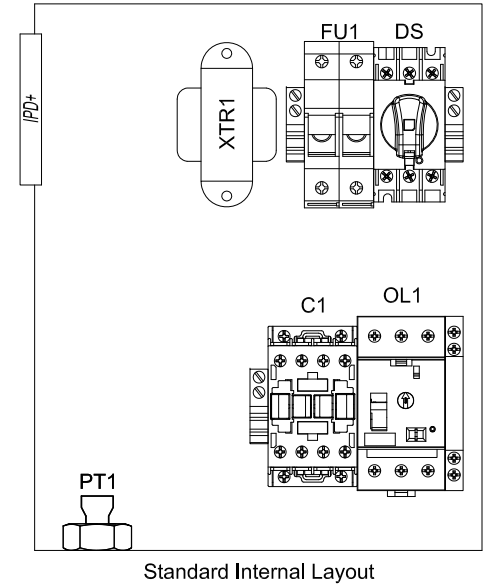 FU1 DS
IPD+
XTR1
C1 OL1
PT1
Standard Internal Layout